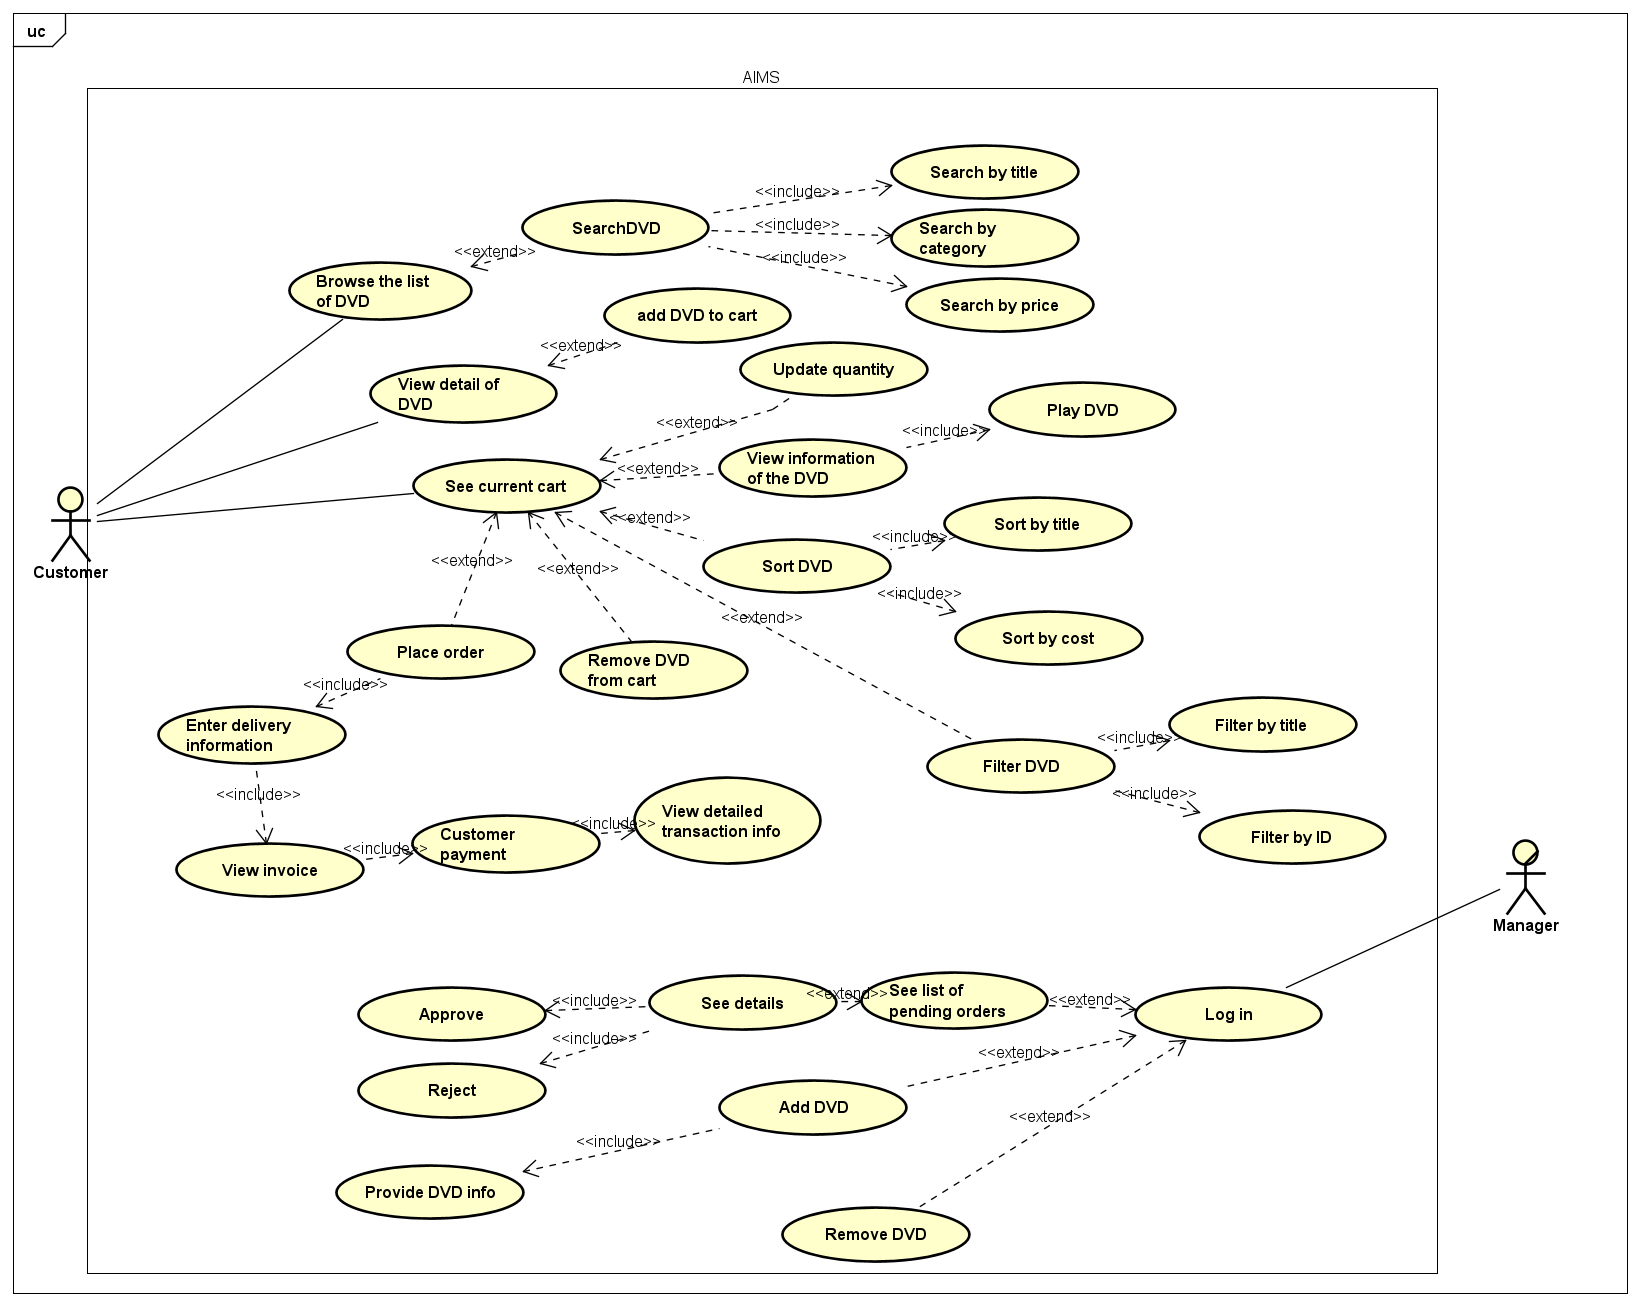 uc
AIMS
Search by title
<<include>>
SearchDVD
<<include>>
Search by
category
<<extend>>
<<include>>
Browse the list
of DVD
Search by price
add DVD to cart
<<extend>>
Update quantity
View detail of
DVD
Play DVD
<<extend>>
<<include>>
View information
of the DVD
<<extend>>
See current cart
<<extend>>
Sort by title
<<include>>
Customer
<<extend>>
<<extend>>
Sort DVD
<<include>>
<<extend>>
Sort by cost
Place order
Remove DVD
from cart
<<include>>
Enter delivery
information
Filter by title
<<include>>
Filter DVD
<<include>>
<<include>>
View detailed
transaction info
<<include>>
Customer
payment
Filter by ID
<<include>>
View invoice
Manager
See list of
pending orders
<<extend>>
<<extend>>
<<include>>
See details
Approve
Log in
<<include>>
<<extend>>
Reject
Add DVD
<<extend>>
<<include>>
Provide DVD info
Remove DVD